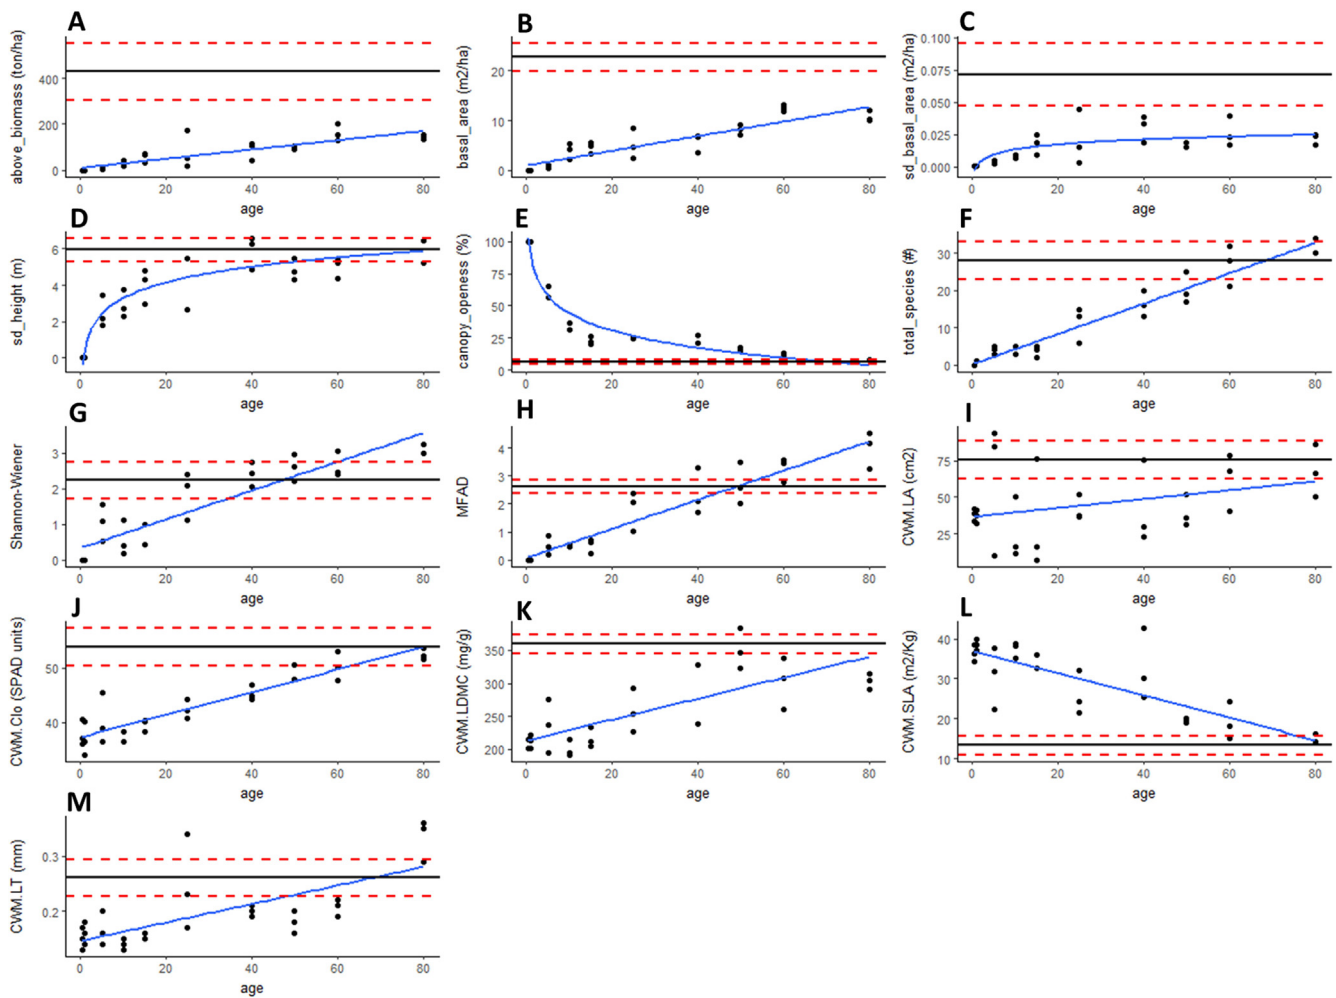 A
above_biomass (ton/ha)
400
200
0
0 20 40 60 80
age
B
basal_area (m2/ha)
20
10
0
0 20 40 60 80
age
C
sd_basal_area (m2/ha)
0.100
0.075
0.050
0.025
0.000
0 20 40 60 80
age
D
sd_height (m)
6
4
2
0
0 20 40 60 80
age
E
canopy_openess (%)
100
75
50
25
0
0 20 40 60 80
age
F
total_species (#)
30
20
10
0
0 20 40 60 80
age
G
Shannon-Wiener
3
2
1
0
0 20 40 60 80
age
H
MFAD
4
3
2
1
0
0 20 40 60 80
age
I
CWM.LA (cm2)
75
50
25
0 20 40 60 80
age
J
CWM.Clo (SPAD units)
50
40
0 20 40 60 80
age
K
CWM.LDMC (mg/g)
350
300
250
200
0 20 40 60 80
age
L
CWM.SLA (m2/Kg)
40
30
20
10
0 20 40 60 80
age
M
CWM.LT (mm)
0.3
0.2
0 20 40 60 80
age